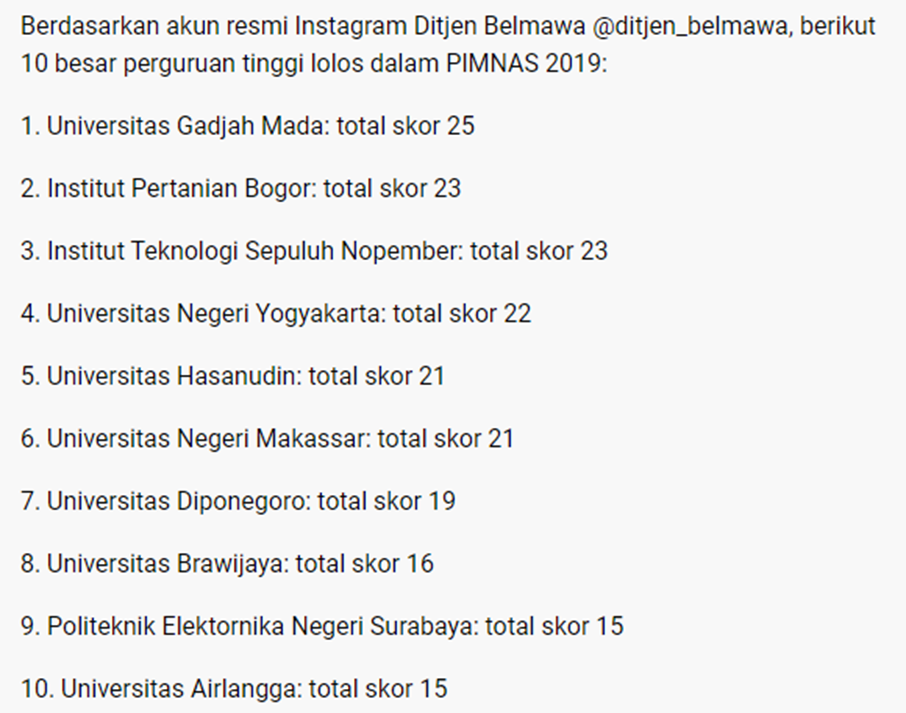 Berdasarkan akun resmi Instagram Ditjen Belmawa @ditjen_belmawa, berikut
10 besar perguruan tinggi lolos dalam PIMNAS 2019:
1. Universitas Gadjah Mada: total skor 25
2. Institut Pertanian Bogor: total skor 23
3. Institut Teknologi Sepuluh Nopember: total skor 23
4. Universitas Negeri Yogyakarta: total skor 22
5. Universitas Hasanudin: total skor 21
6. Universitas Negeri Makassar: total skor 21
7. Universitas Diponegoro: total skor 19
8. Universitas Brawijaya: total skor 16
9. Politeknik Elektornika Negeri Surabaya: total skor 15
10. Universitas Airlangga: total skor 15